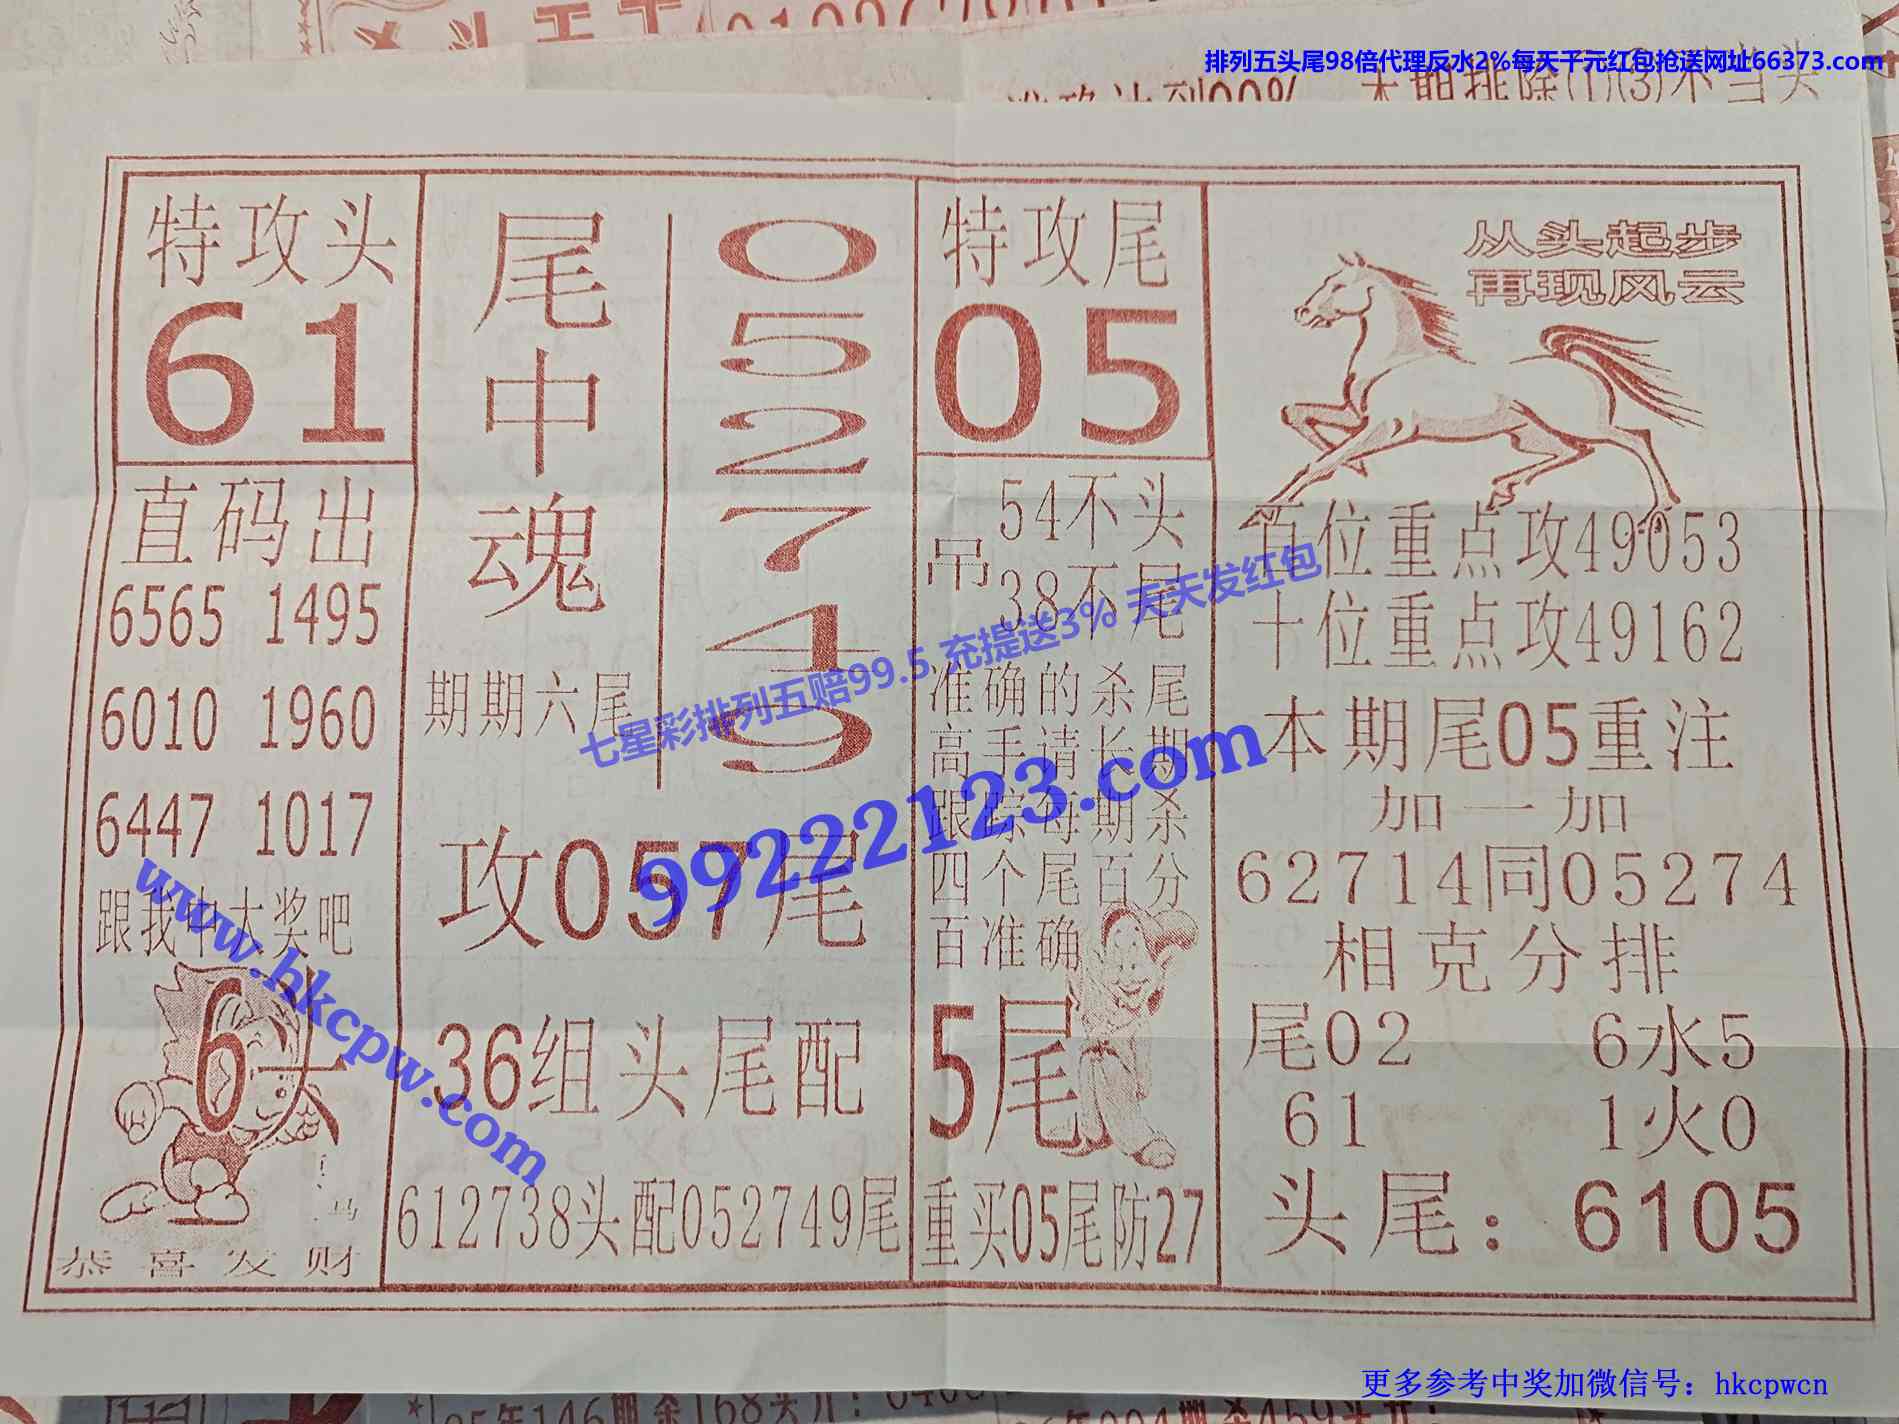 排列五头尾98倍代理反水2%每天千元红包抢送网址66373.com
本期排除(1)(3)不当头
特攻头
61
直码出
6565 1495
6010 1960
6447 1017
跟我中大奖吧
6头
恭喜发财
尾中魂
052749
期期六尾
攻057尾
36组头尾配
612738头配052749尾
特攻尾
05
吊
54不头
38不尾
准确的杀尾
高手请长期
跟踪每期杀
四个尾百分
百准确
5尾
重买05尾防27
从头起步
再现风云
百位重点攻49053
十位重点攻49162
本期尾05重注
加一加
62714同05274
相克分排
尾02 6水5
61 1火0
头尾：6105
七星彩排列五赔99.5 充提送3% 天天发红包
99222123.com
www.hkcpw.com
更多参考中奖加微信号：hkcpwcn